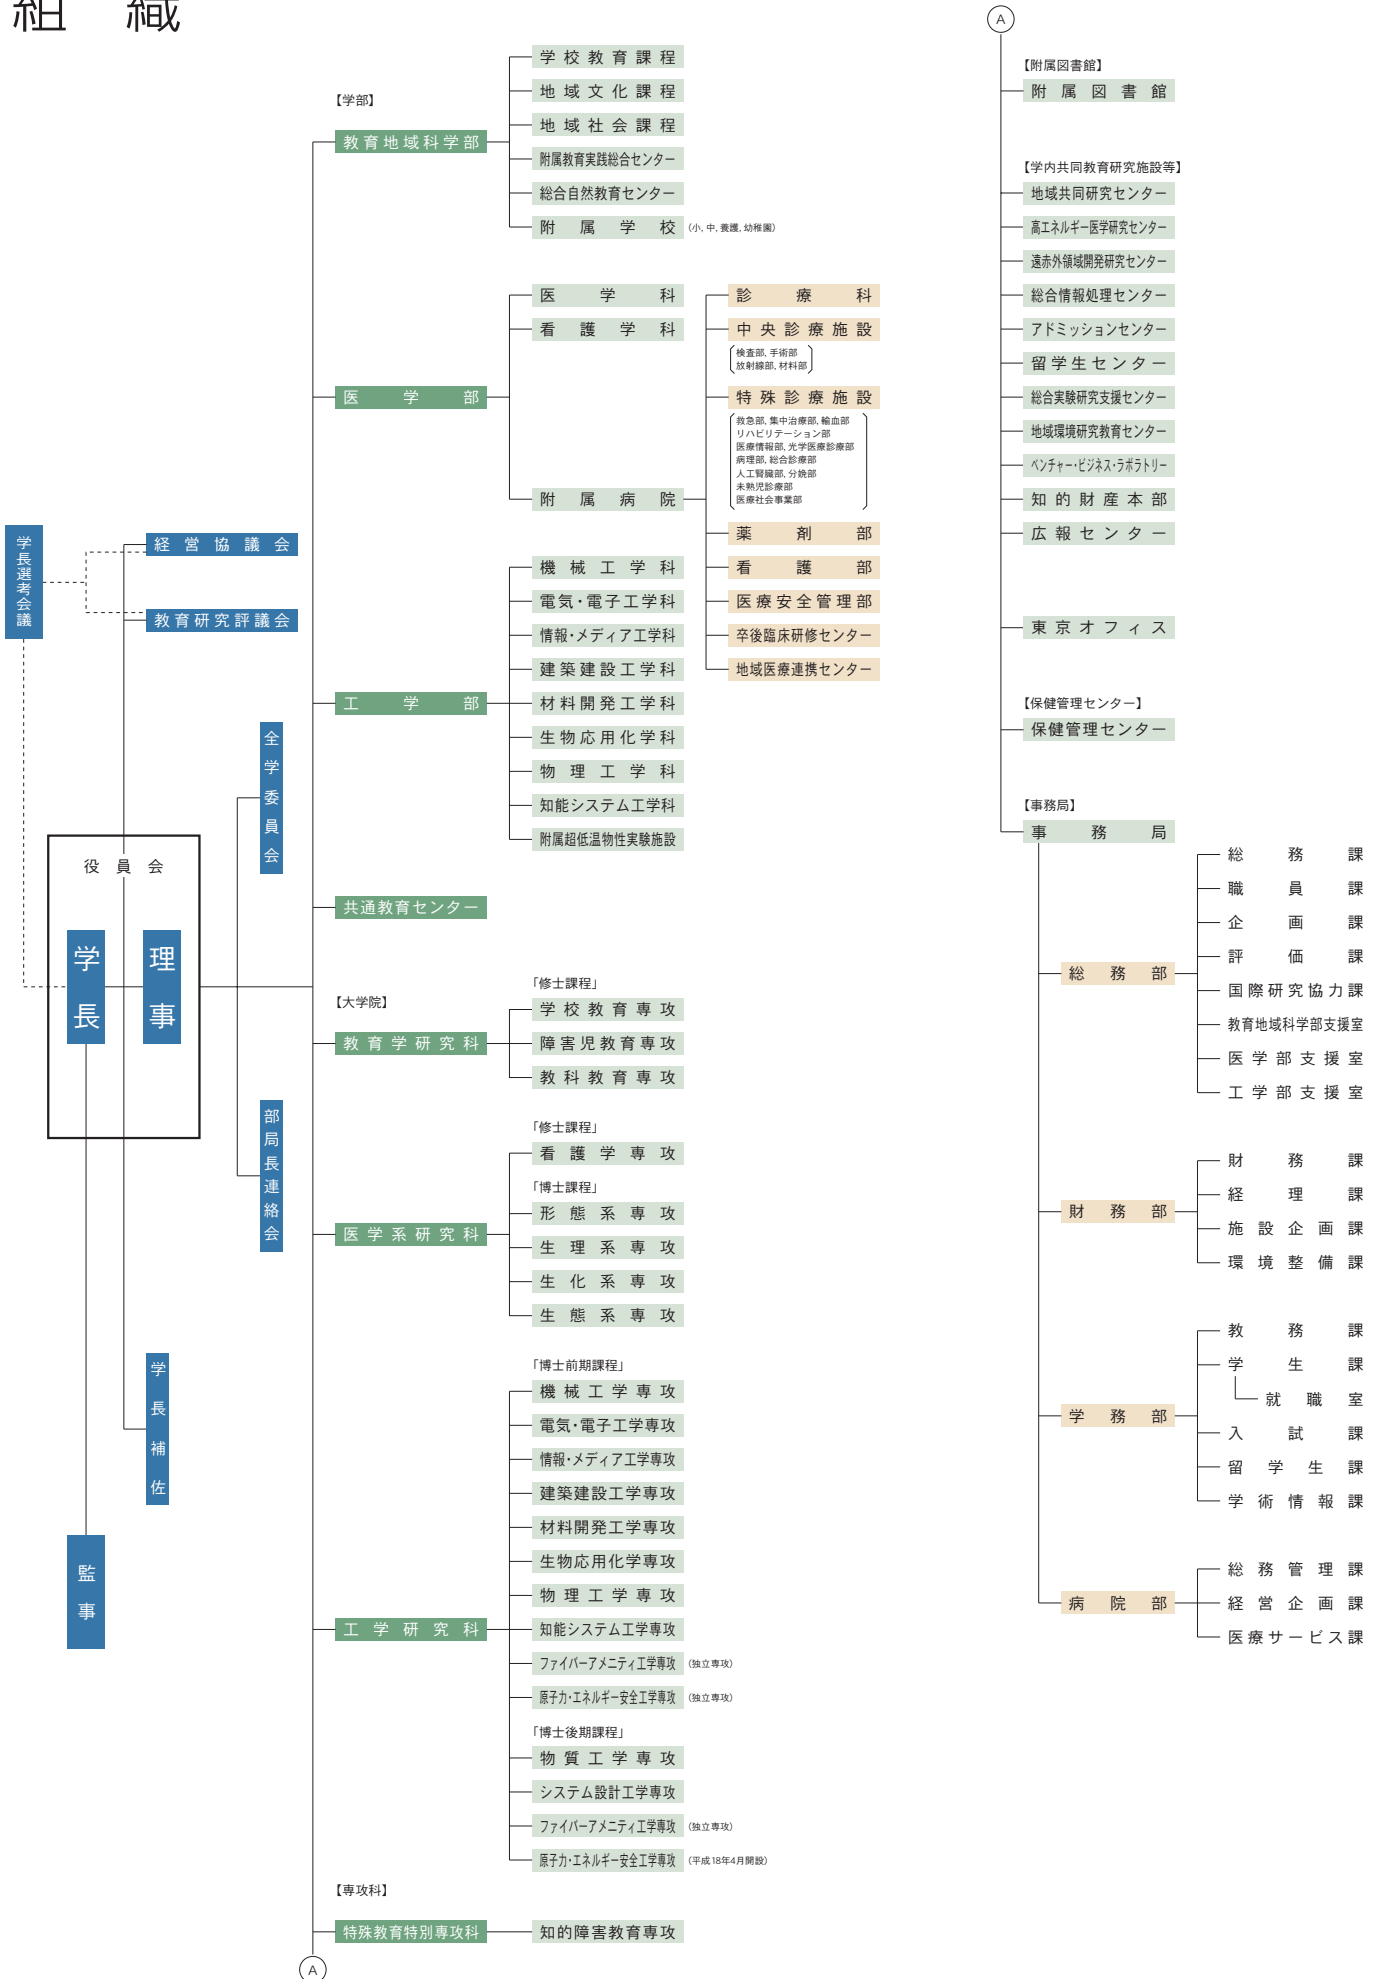 組織
学長選考会議
経営協議会
教育研究評議会
全学委員会
役員会
学長
理事
部局長連絡会
学長補佐
監事
【学部】
教育地域科学部
学校教育課程
地域文化課程
地域社会課程
附属教育実践総合センター
総合自然教育センター
附属学校 (小, 中, 養護, 幼稚園)
医学部
医学科
看護学科
附属病院
診療科
中央診療施設
検査部, 手術部
放射線部, 材料部
特殊診療施設
救急部, 集中治療部, 輸血部
リハビリテーション部
医療情報部, 光学医療診療部
病理部, 総合診療部
人工腎臓部, 分娩部
未熟児診療部
医療社会事業部
薬剤部
看護部
医療安全管理部
卒後臨床研修センター
地域医療連携センター
工学部
機械工学科
電気・電子工学科
情報・メディア工学科
建築建設工学科
材料開発工学科
生物応用化学科
物理工学科
知能システム工学科
附属超低温物性実験施設
共通教育センター
【大学院】
教育学研究科
「修士課程」
学校教育専攻
障害児教育専攻
教科教育専攻
医学系研究科
「修士課程」
看護学専攻
「博士課程」
形態系専攻
生理系専攻
生化系専攻
生態系専攻
工学研究科
「博士前期課程」
機械工学専攻
電気・電子工学専攻
情報・メディア工学専攻
建築建設工学専攻
材料開発工学専攻
生物応用化学専攻
物理工学専攻
知能システム工学専攻
ファイバーアメニティ工学専攻 (独立専攻)
原子力・エネルギー安全工学専攻 (独立専攻)
「博士後期課程」
物質工学専攻
システム設計工学専攻
ファイバーアメニティ工学専攻 (独立専攻)
原子力・エネルギー安全工学専攻 (平成18年4月開設)
【専攻科】
特殊教育特別専攻科
知的障害教育専攻
A
A
【附属図書館】
附属図書館
【学内共同教育研究施設等】
地域共同研究センター
高エネルギー医学研究センター
遠赤外領域開発研究センター
総合情報処理センター
アドミッションセンター
留学生センター
総合実験研究支援センター
地域環境研究教育センター
ベンチャー・ビジネス・ラボラトリー
知的財産本部
広報センター
東京オフィス
【保健管理センター】
保健管理センター
【事務局】
事務局
総務部
総務課
職員課
企画課
評価課
国際研究協力課
教育地域科学部支援室
医学部支援室
工学部支援室
財務部
財務課
経理課
施設企画課
環境整備課
学務部
教務課
学生課
就職室
入試課
留学生課
学術情報課
病院部
総務管理課
経営企画課
医療サービス課